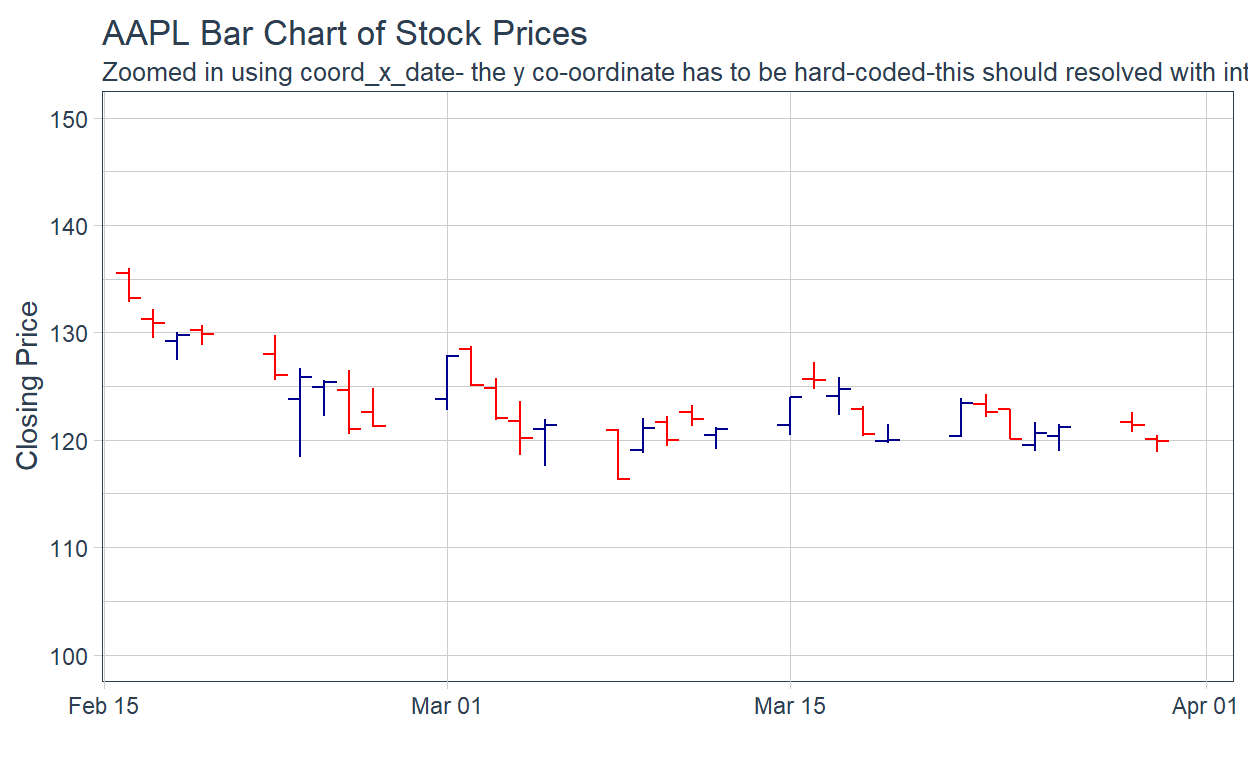 AAPL Bar Chart of Stock Prices
Zoomed in using coord_x_date- the y co-oordinate has to be hard-coded-this should resolved with int
150
140
130
120
110
100
Closing Price
Feb 15
Mar 01
Mar 15
Apr 01